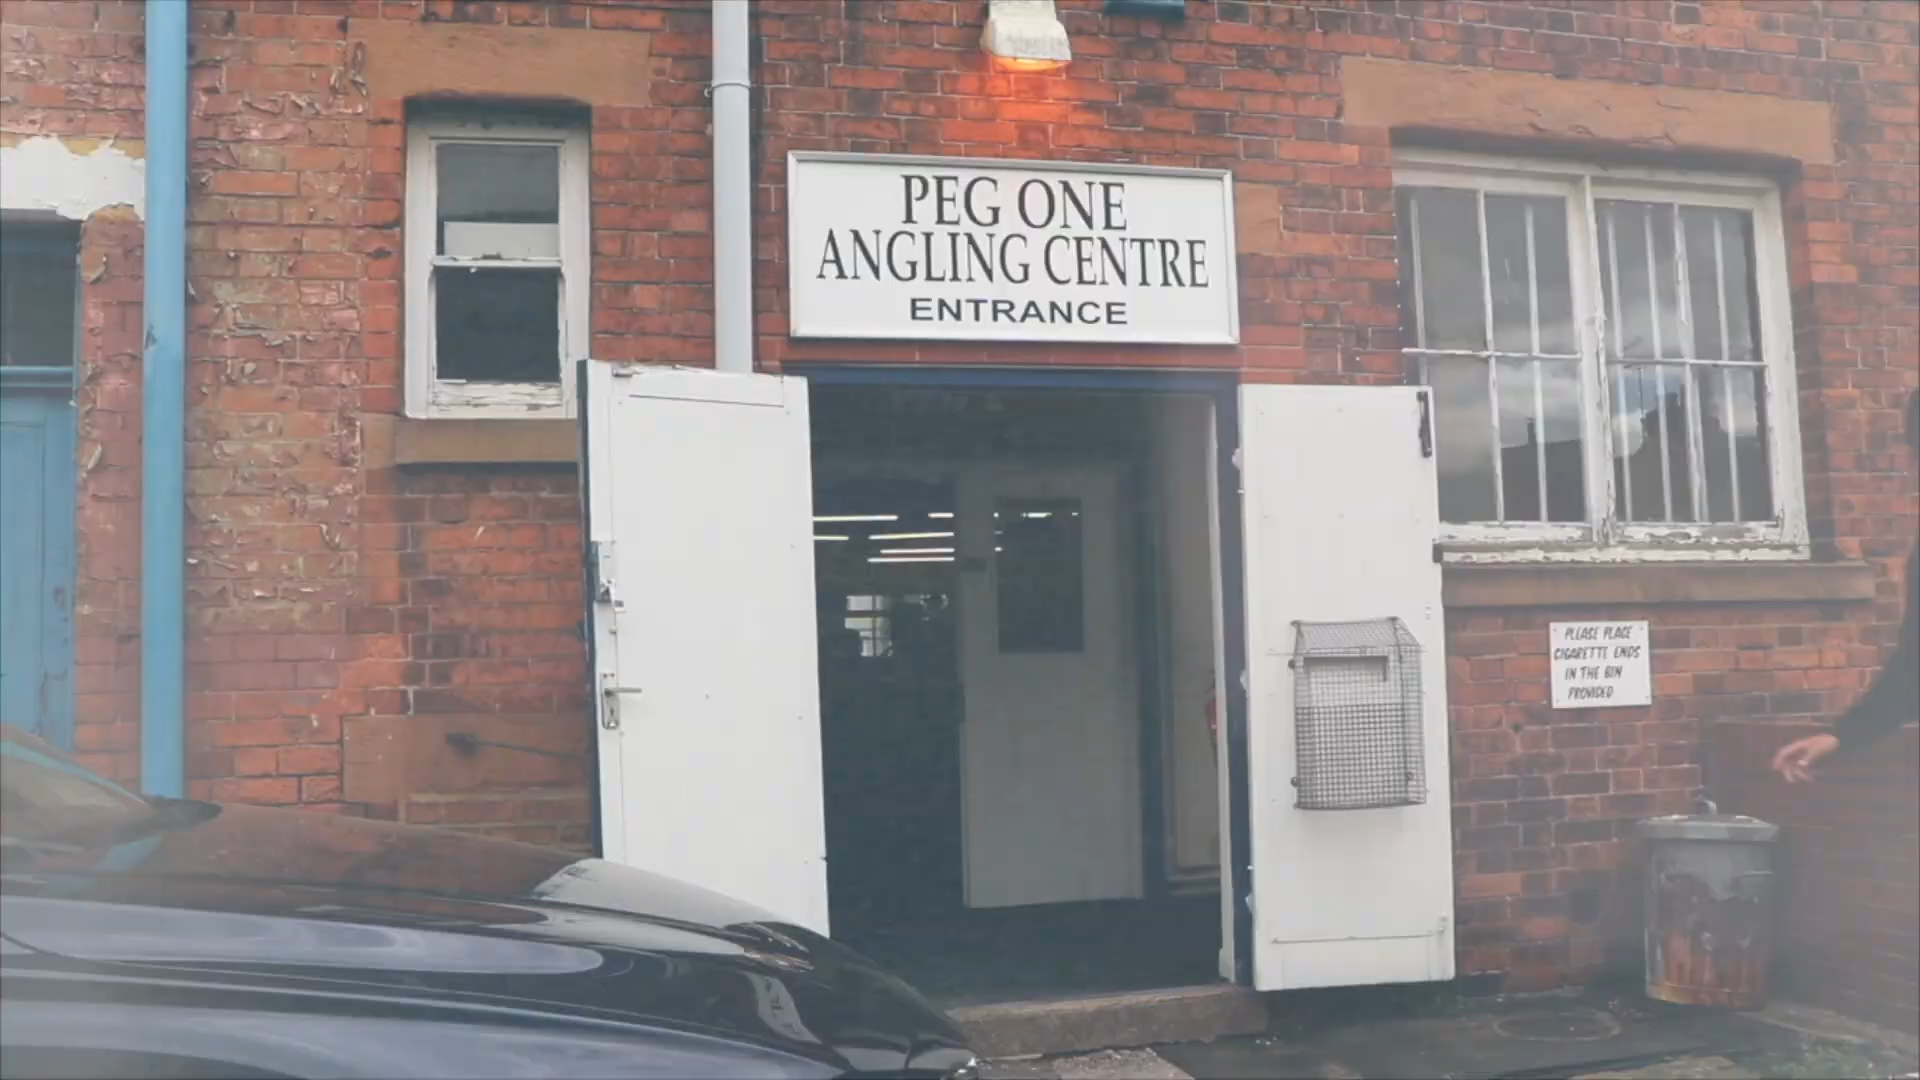 PEG ONE
ANGLING CENTRE
ENTRANCE
PLEASE PLACE
CIGARETTE ENDS
IN THE BIN
PROVIDED